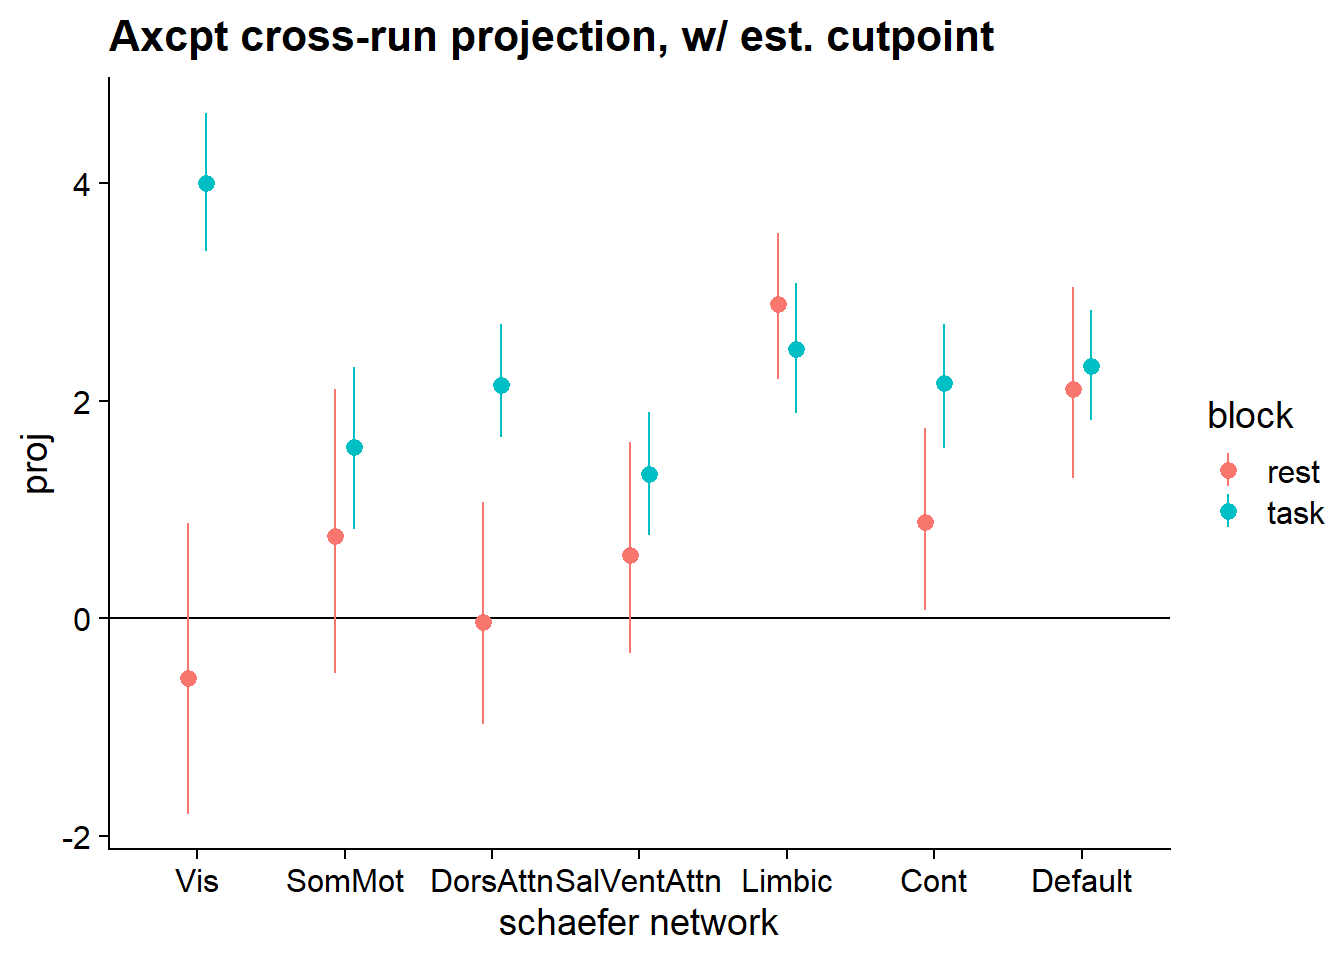 Axcpt cross-run projection, w/ est. cutpoint
proj
4
2
0
-2
Vis
SomMot
DorsAttn
SalVentAttn
Limbic
Cont
Default
schaefer network
block
rest
task